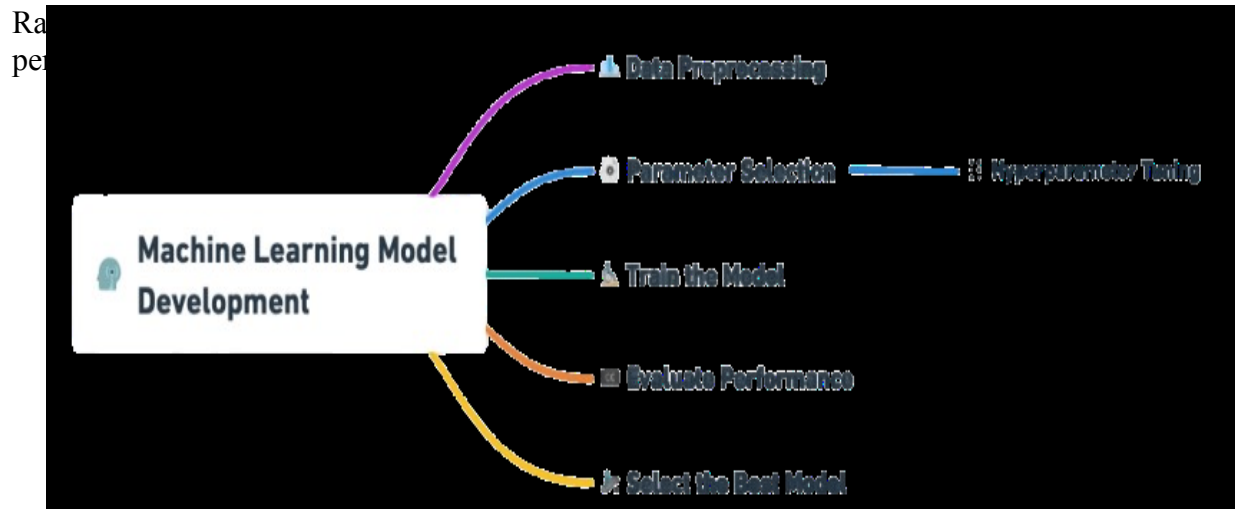 Data Preprocessing
Parameter Selection
Hyperparameter Tuning
Machine Learning Model
Development
Train the Model
Evaluate Performance
Select the Best Model